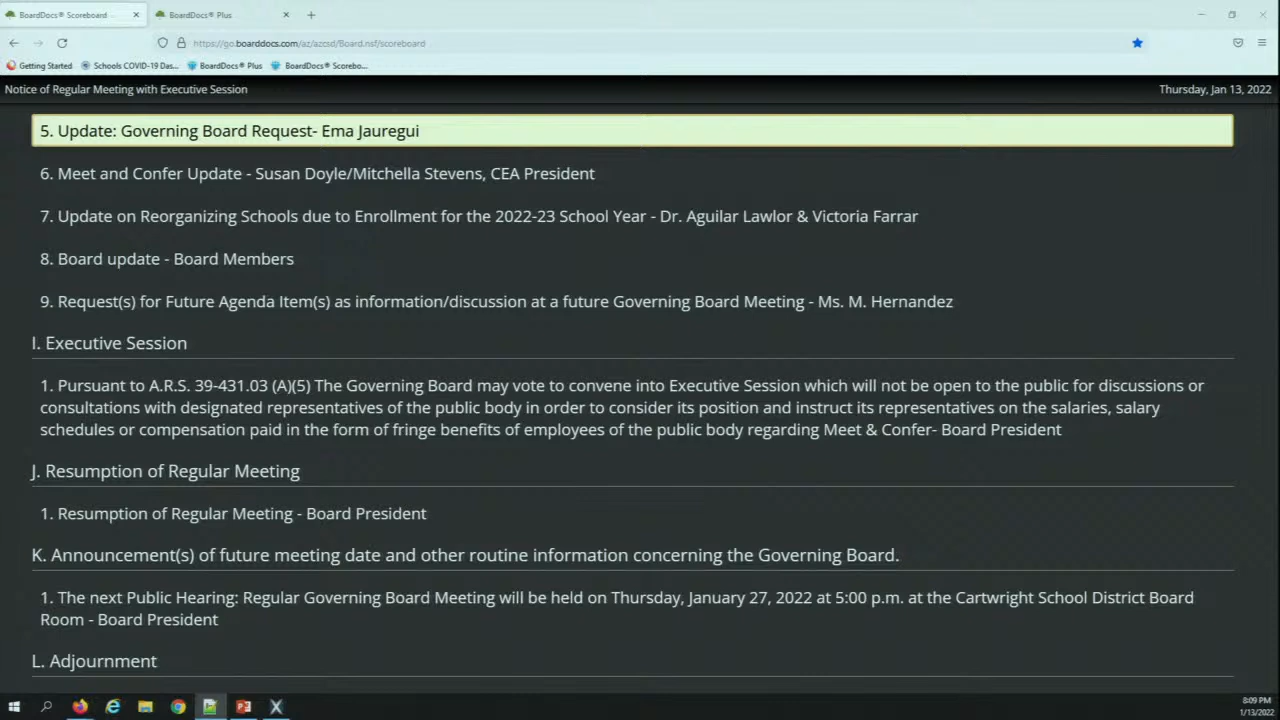 BoardDocs® Scoreboard
BoardDocs® Plus
https://go.boarddocs.com/az/azcsd/Board.nsf/scoreboard
Getting Started
Schools COVID-19 Das...
BoardDocs® Plus
BoardDocs® Scorebo...
Notice of Regular Meeting with Executive Session
Thursday, Jan 13, 2022
5. Update: Governing Board Request- Ema Jauregui
6. Meet and Confer Update - Susan Doyle/Mitchella Stevens, CEA President
7. Update on Reorganizing Schools due to Enrollment for the 2022-23 School Year - Dr. Aguilar Lawlor & Victoria Farrar
8. Board update - Board Members
9. Request(s) for Future Agenda Item(s) as information/discussion at a future Governing Board Meeting - Ms. M. Hernandez
I. Executive Session
1. Pursuant to A.R.S. 39-431.03 (A)(5) The Governing Board may vote to convene into Executive Session which will not be open to the public for discussions or
consultations with designated representatives of the public body in order to consider its position and instruct its representatives on the salaries, salary
schedules or compensation paid in the form of fringe benefits of employees of the public body regarding Meet & Confer- Board President
J. Resumption of Regular Meeting
1. Resumption of Regular Meeting - Board President
K. Announcement(s) of future meeting date and other routine information concerning the Governing Board.
1. The next Public Hearing: Regular Governing Board Meeting will be held on Thursday, January 27, 2022 at 5:00 p.m. at the Cartwright School District Board
Room - Board President
L. Adjournment
8:09 PM
1/13/2022